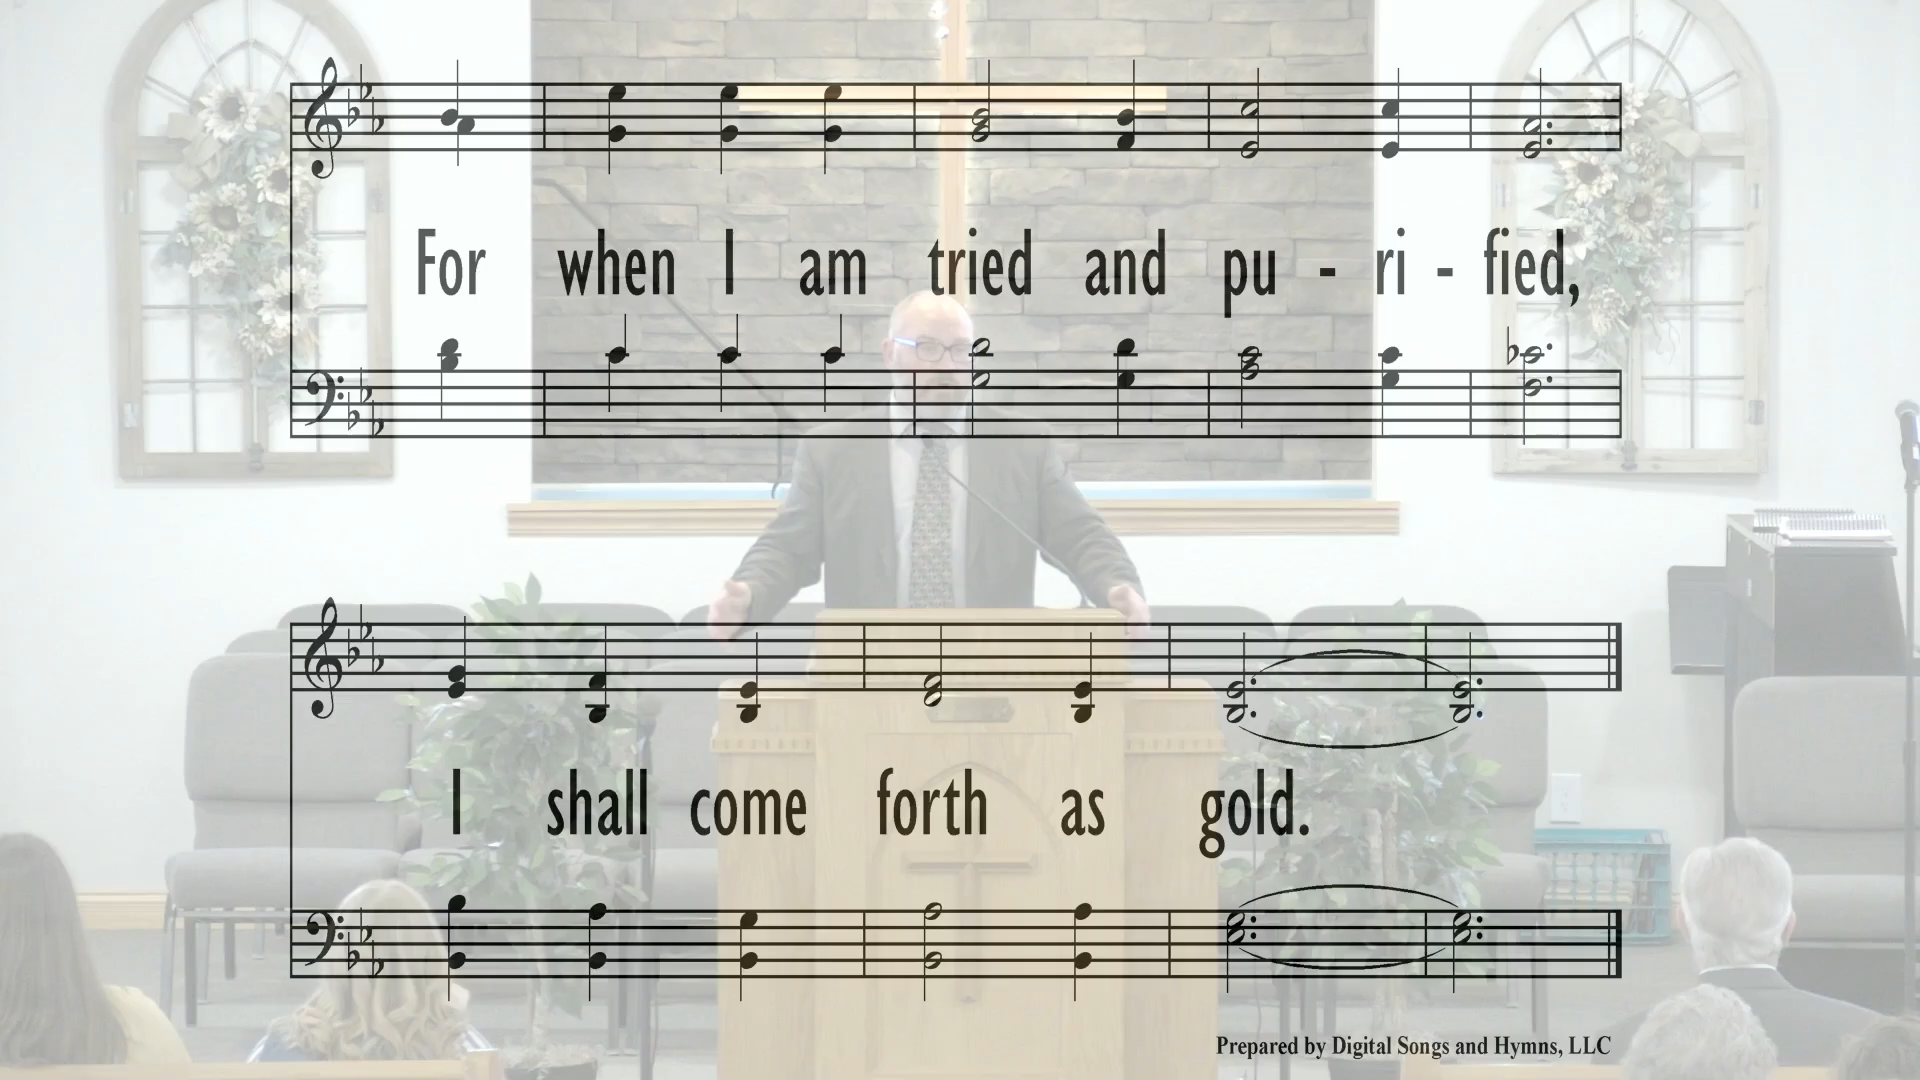 For when I am tried and pu - ri - fied,
I shall come forth as gold.
Prepared by Digital Songs and Hymns, LLC